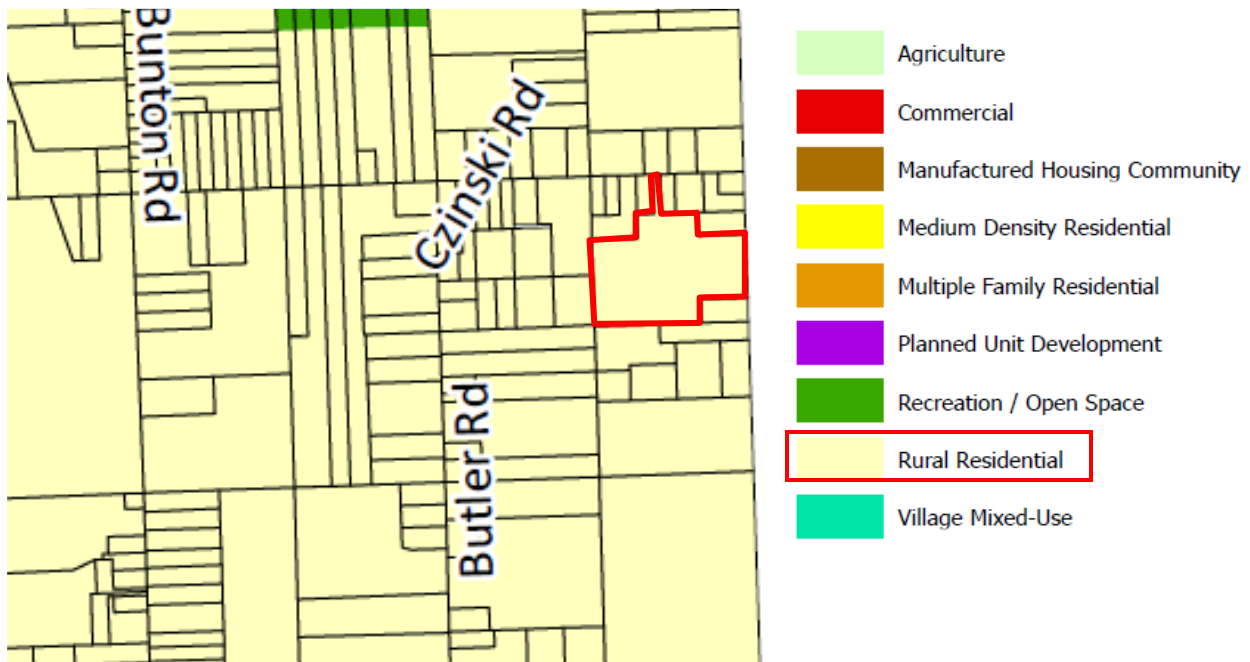 Bunton Rd
Czinski Rd
Butler Rd
Agriculture
Commercial
Manufactured Housing Community
Medium Density Residential
Multiple Family Residential
Planned Unit Development
Recreation / Open Space
Rural Residential
Village Mixed-Use